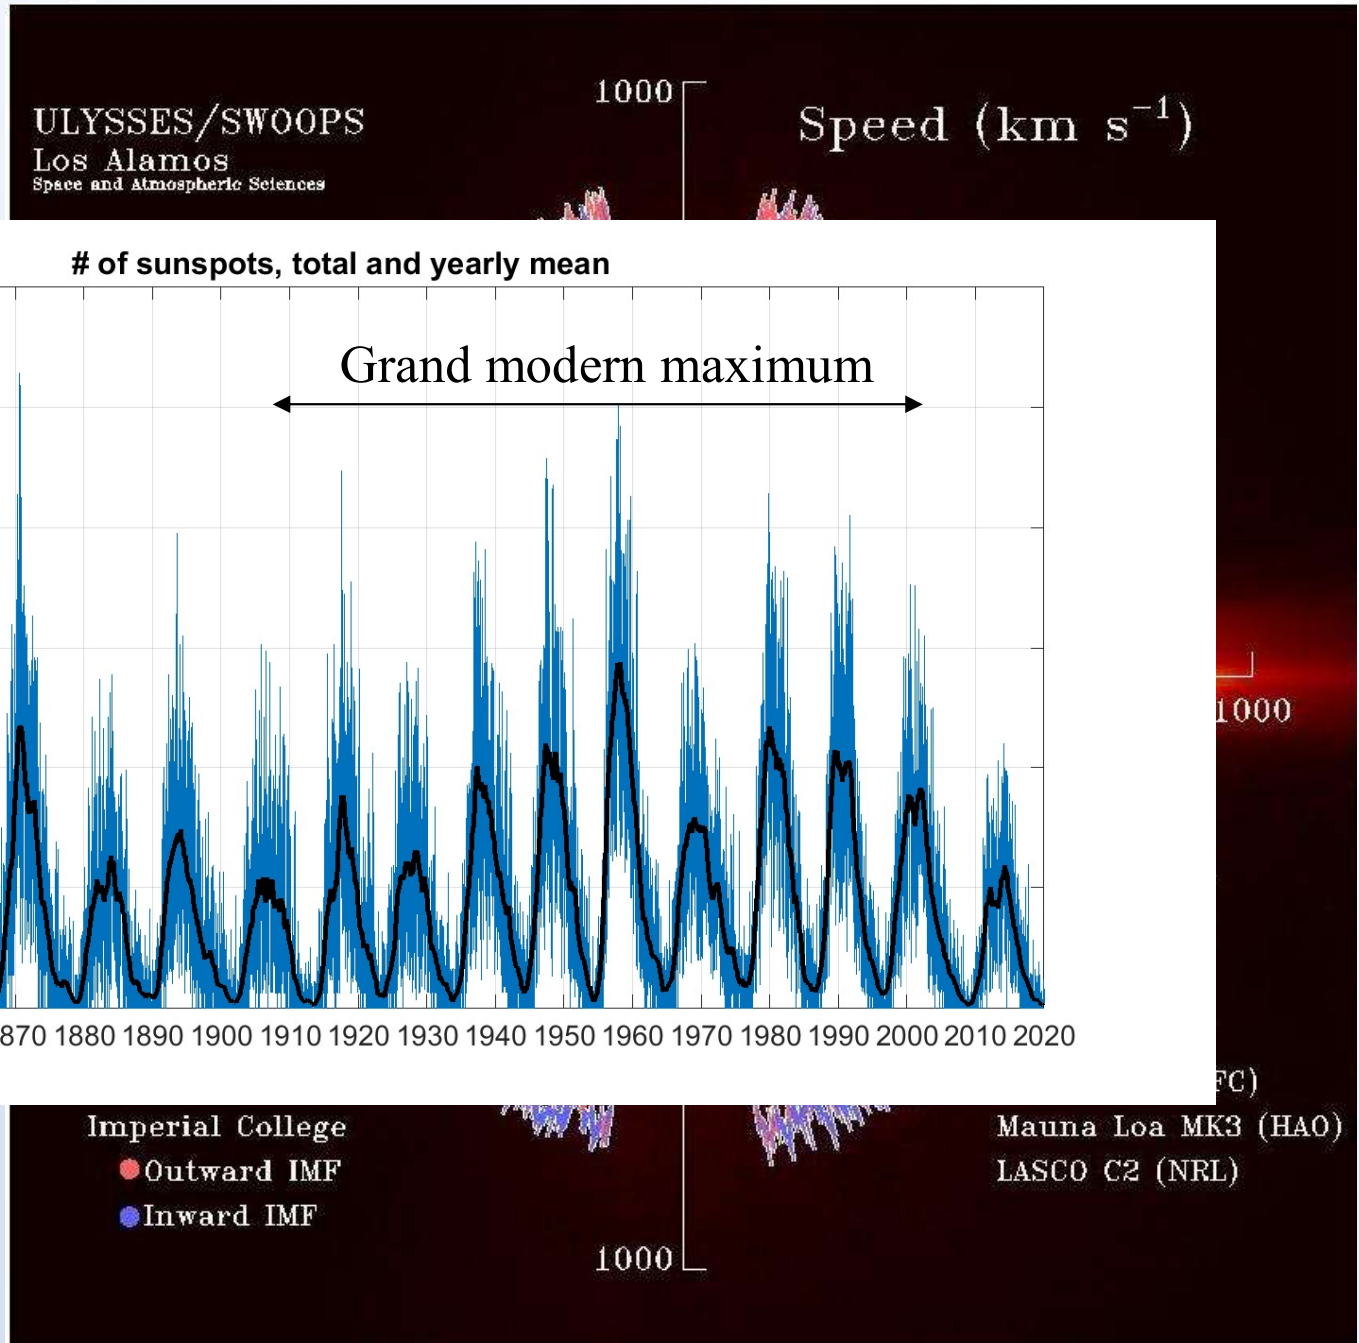 ULYSSES/SWOOPS
Los Alamos
Space and Atmospheric Sciences
1000
Speed (km s⁻¹)
# of sunspots, total and yearly mean
Grand modern maximum
1000
870 1880 1890 1900 1910 1920 1930 1940 1950 1960 1970 1980 1990 2000 2010 2020
FC)
Imperial College
Outward IMF
Inward IMF
Mauna Loa MK3 (HAO)
LASCO C2 (NRL)
1000